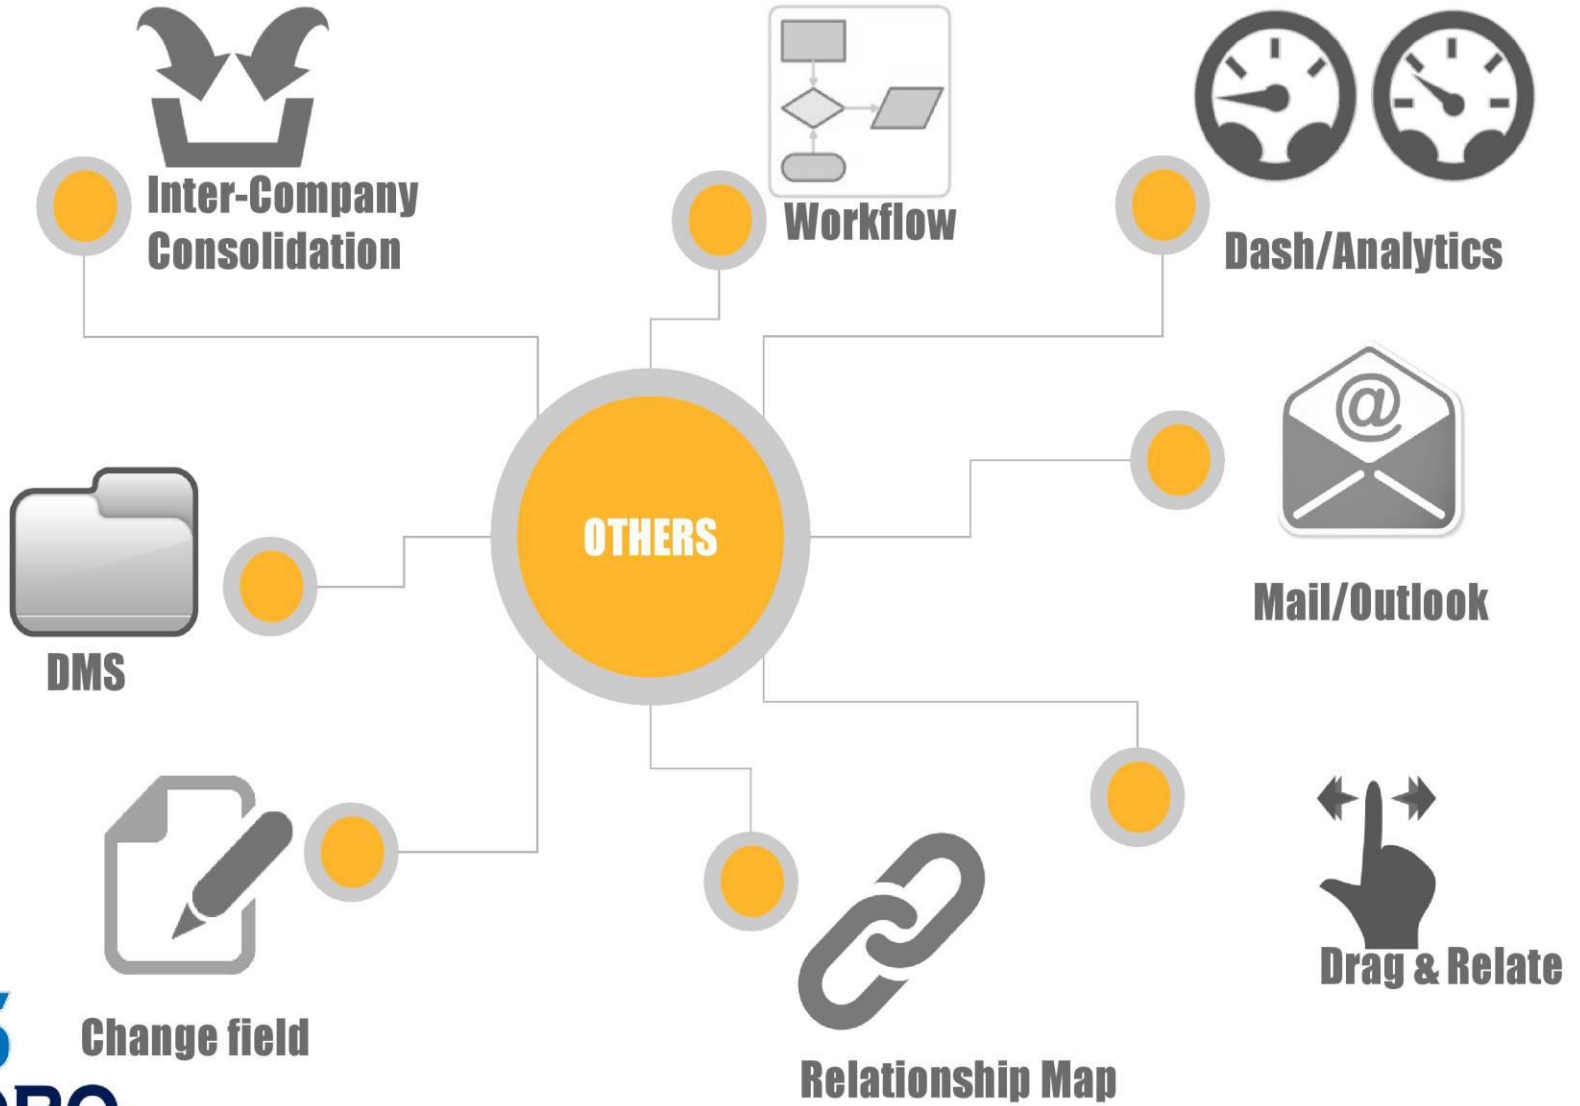 Inter-Company
Consolidation
Workflow
Dash/Analytics
@
Mail/Outlook
OTHERS
DMS
Drag & Relate
Change field
Relationship Map